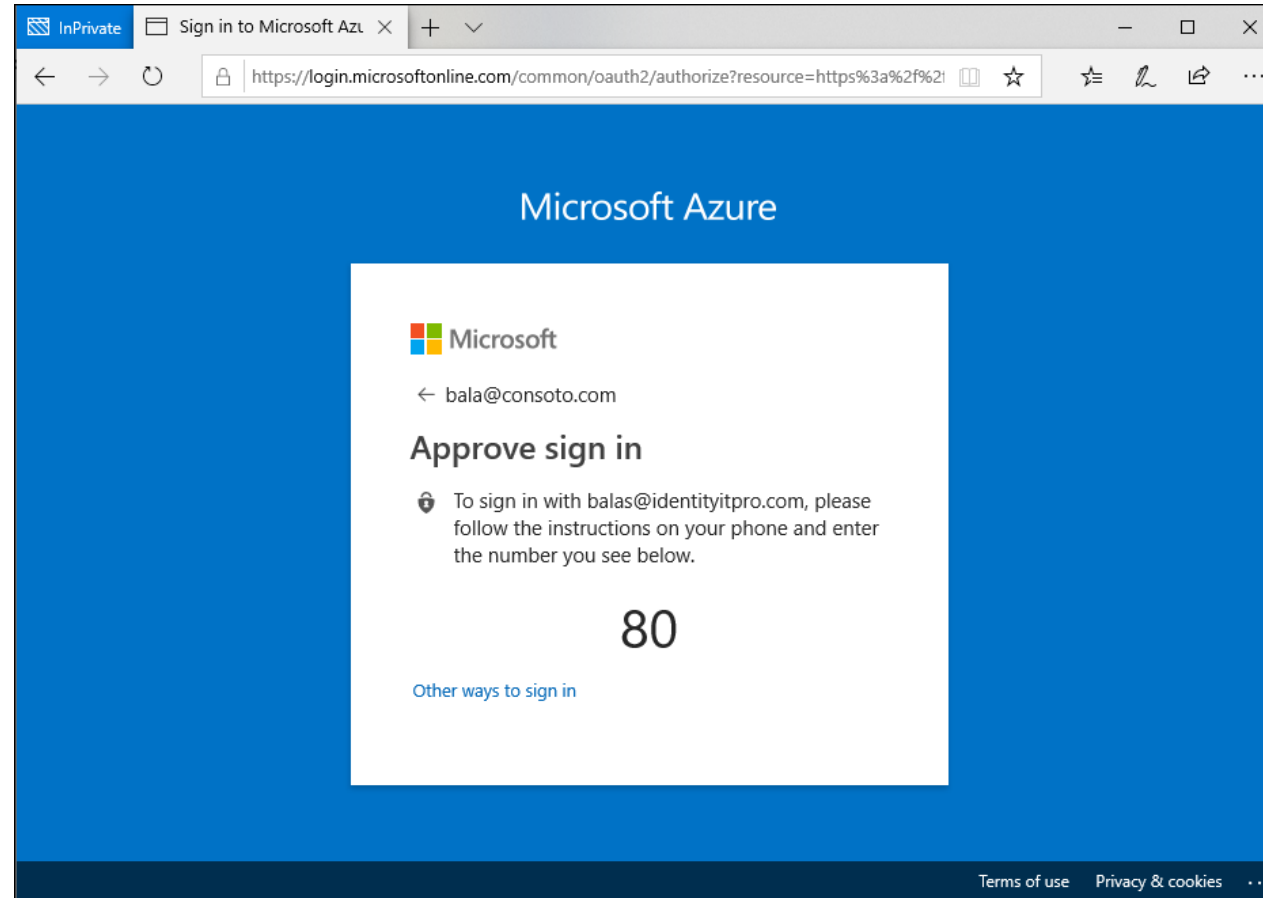 InPrivate
Sign in to Microsoft Azu
https://login.microsoftonline.com/common/oauth2/authorize?resource=https%3a%2f%2f
Microsoft Azure
Microsoft
bala@consoto.com
Approve sign in
To sign in with balas@identityitpro.com, please
follow the instructions on your phone and enter
the number you see below.
80
Other ways to sign in
Terms of use Privacy & cookies